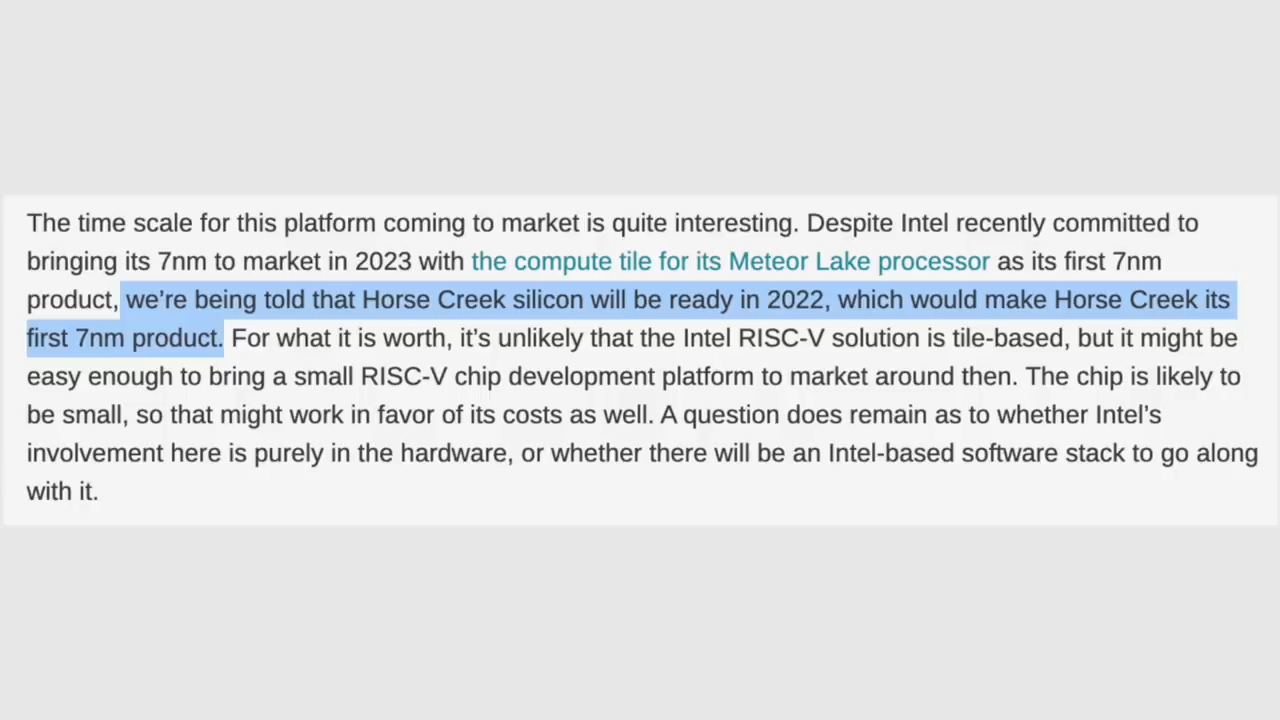 The time scale for this platform coming to market is quite interesting. Despite Intel recently committed to
bringing its 7nm to market in 2023 with the compute tile for its Meteor Lake processor as its first 7nm
product, we’re being told that Horse Creek silicon will be ready in 2022, which would make Horse Creek its
first 7nm product. For what it is worth, it’s unlikely that the Intel RISC-V solution is tile-based, but it might be
easy enough to bring a small RISC-V chip development platform to market around then. The chip is likely to
be small, so that might work in favor of its costs as well. A question does remain as to whether Intel’s
involvement here is purely in the hardware, or whether there will be an Intel-based software stack to go along
with it.